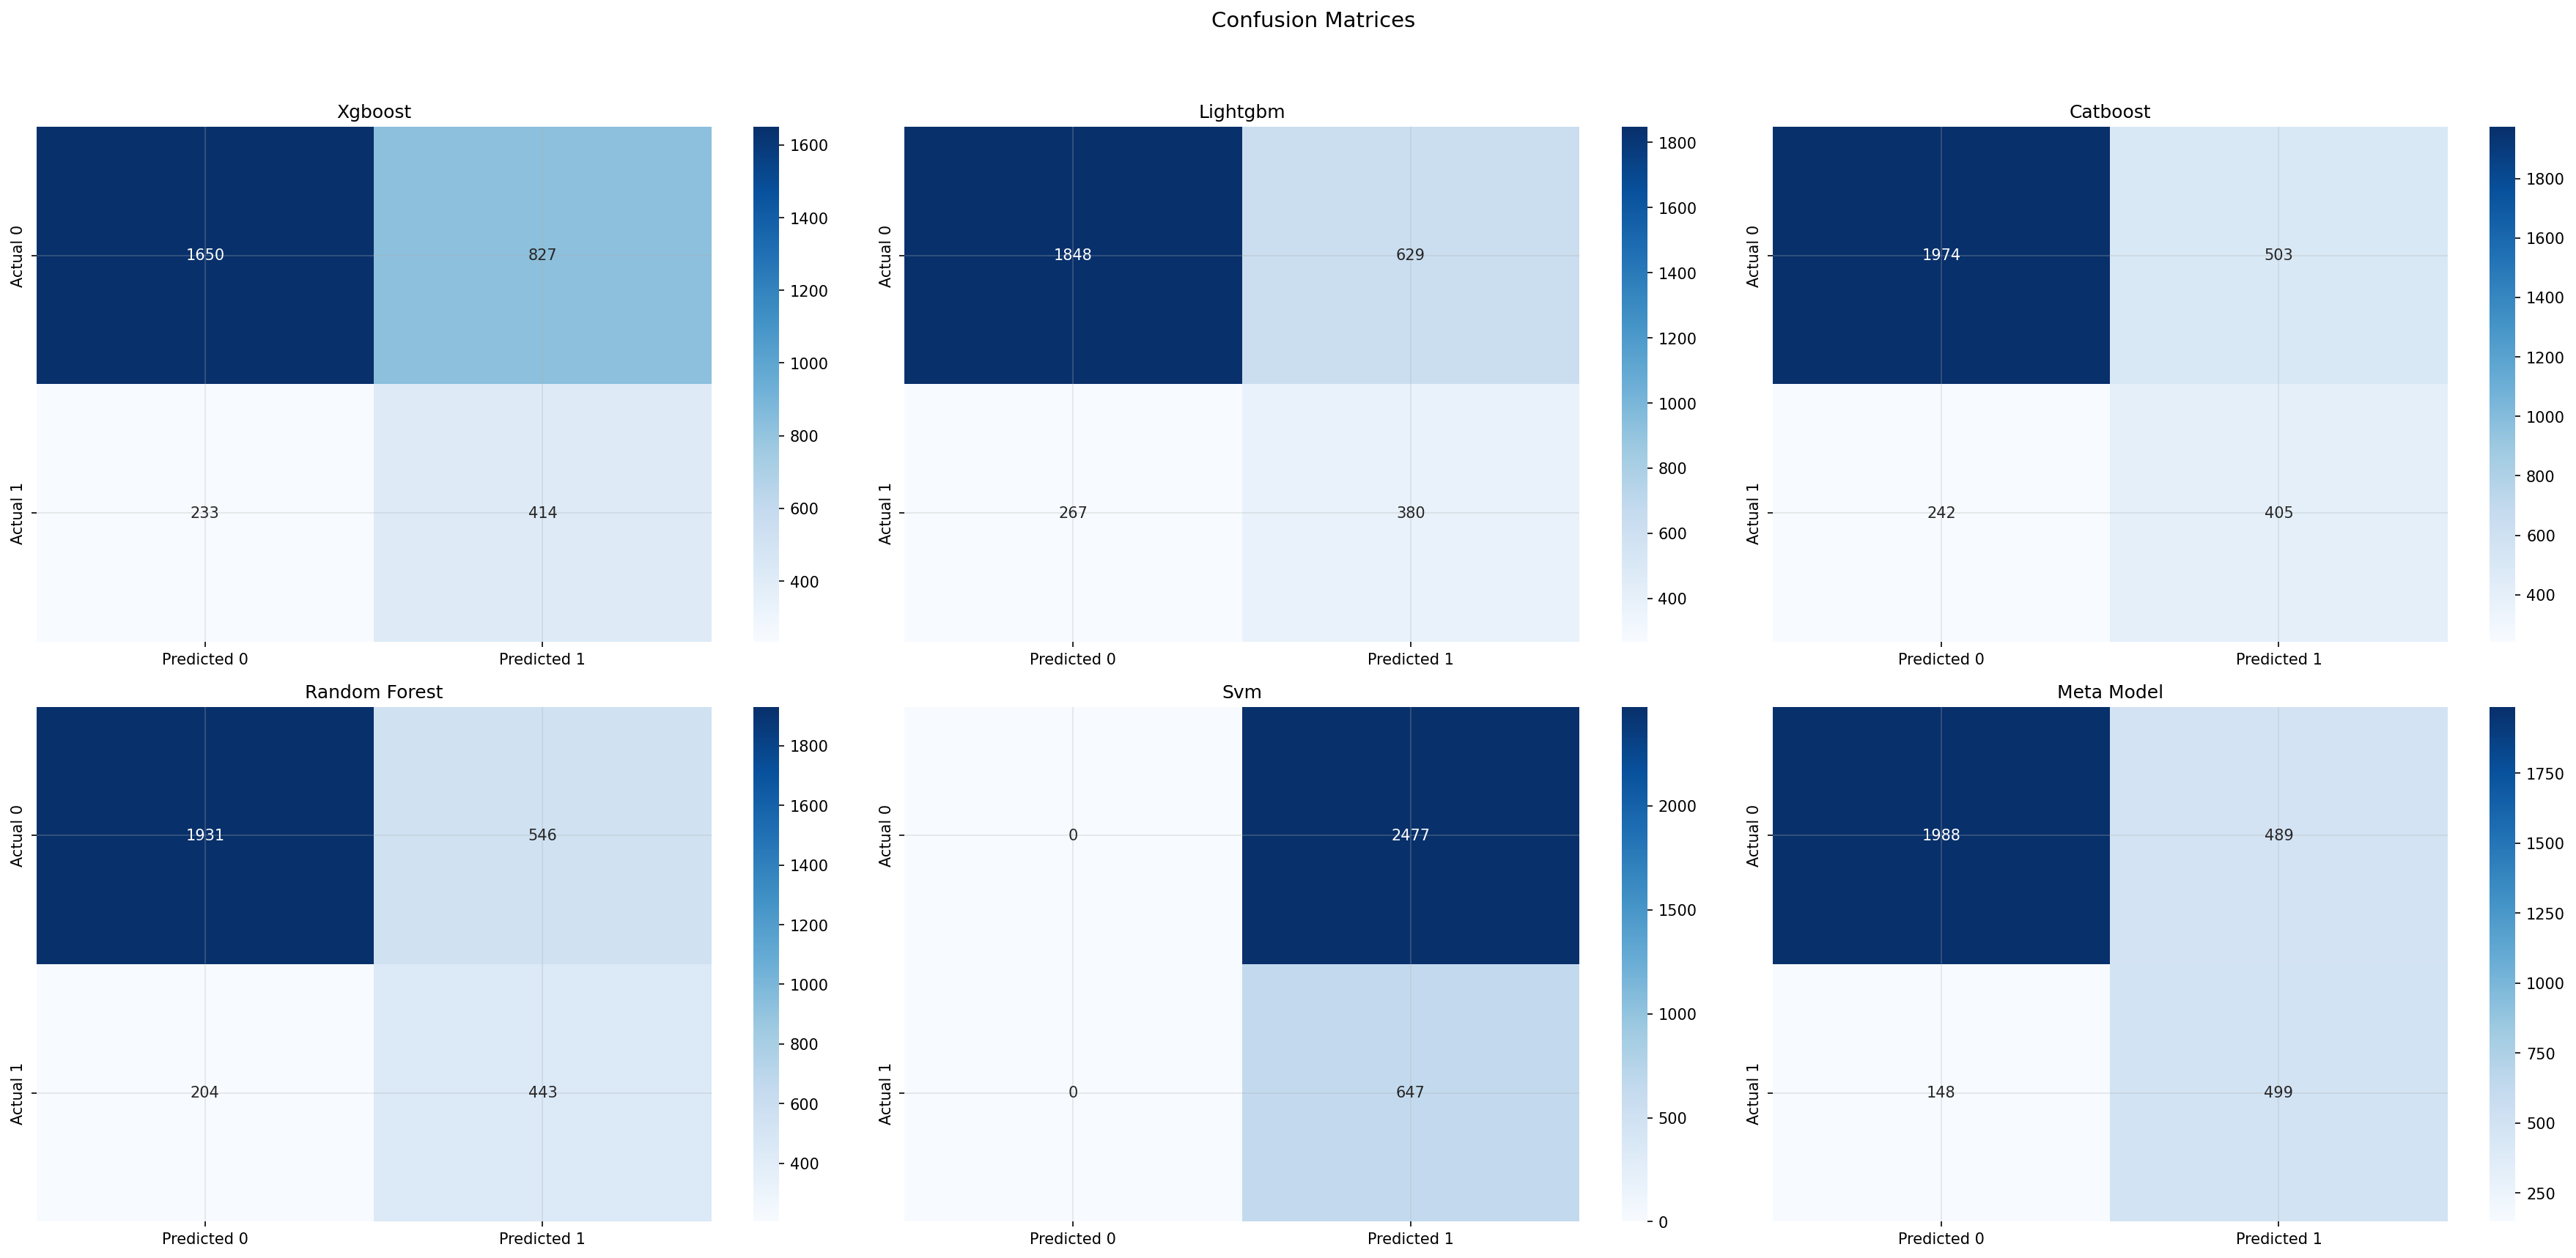 Confusion Matrices
Xgboost
1600
1400
1200
1000
800
600
400
Actual 0
Actual 1
1650
827
233
414
Predicted 0
Predicted 1
Lightgbm
1800
1600
1400
1200
1000
800
600
400
Actual 0
Actual 1
1848
629
267
380
Predicted 0
Predicted 1
Catboost
1800
1600
1400
1200
1000
800
600
400
Actual 0
Actual 1
1974
503
242
405
Predicted 0
Predicted 1
Random Forest
1800
1600
1400
1200
1000
800
600
400
Actual 0
Actual 1
1931
546
204
443
Predicted 0
Predicted 1
Svm
2000
1500
1000
500
0
Actual 0
Actual 1
0
2477
0
647
Predicted 0
Predicted 1
Meta Model
1750
1500
1250
1000
750
500
250
Actual 0
Actual 1
1988
489
148
499
Predicted 0
Predicted 1